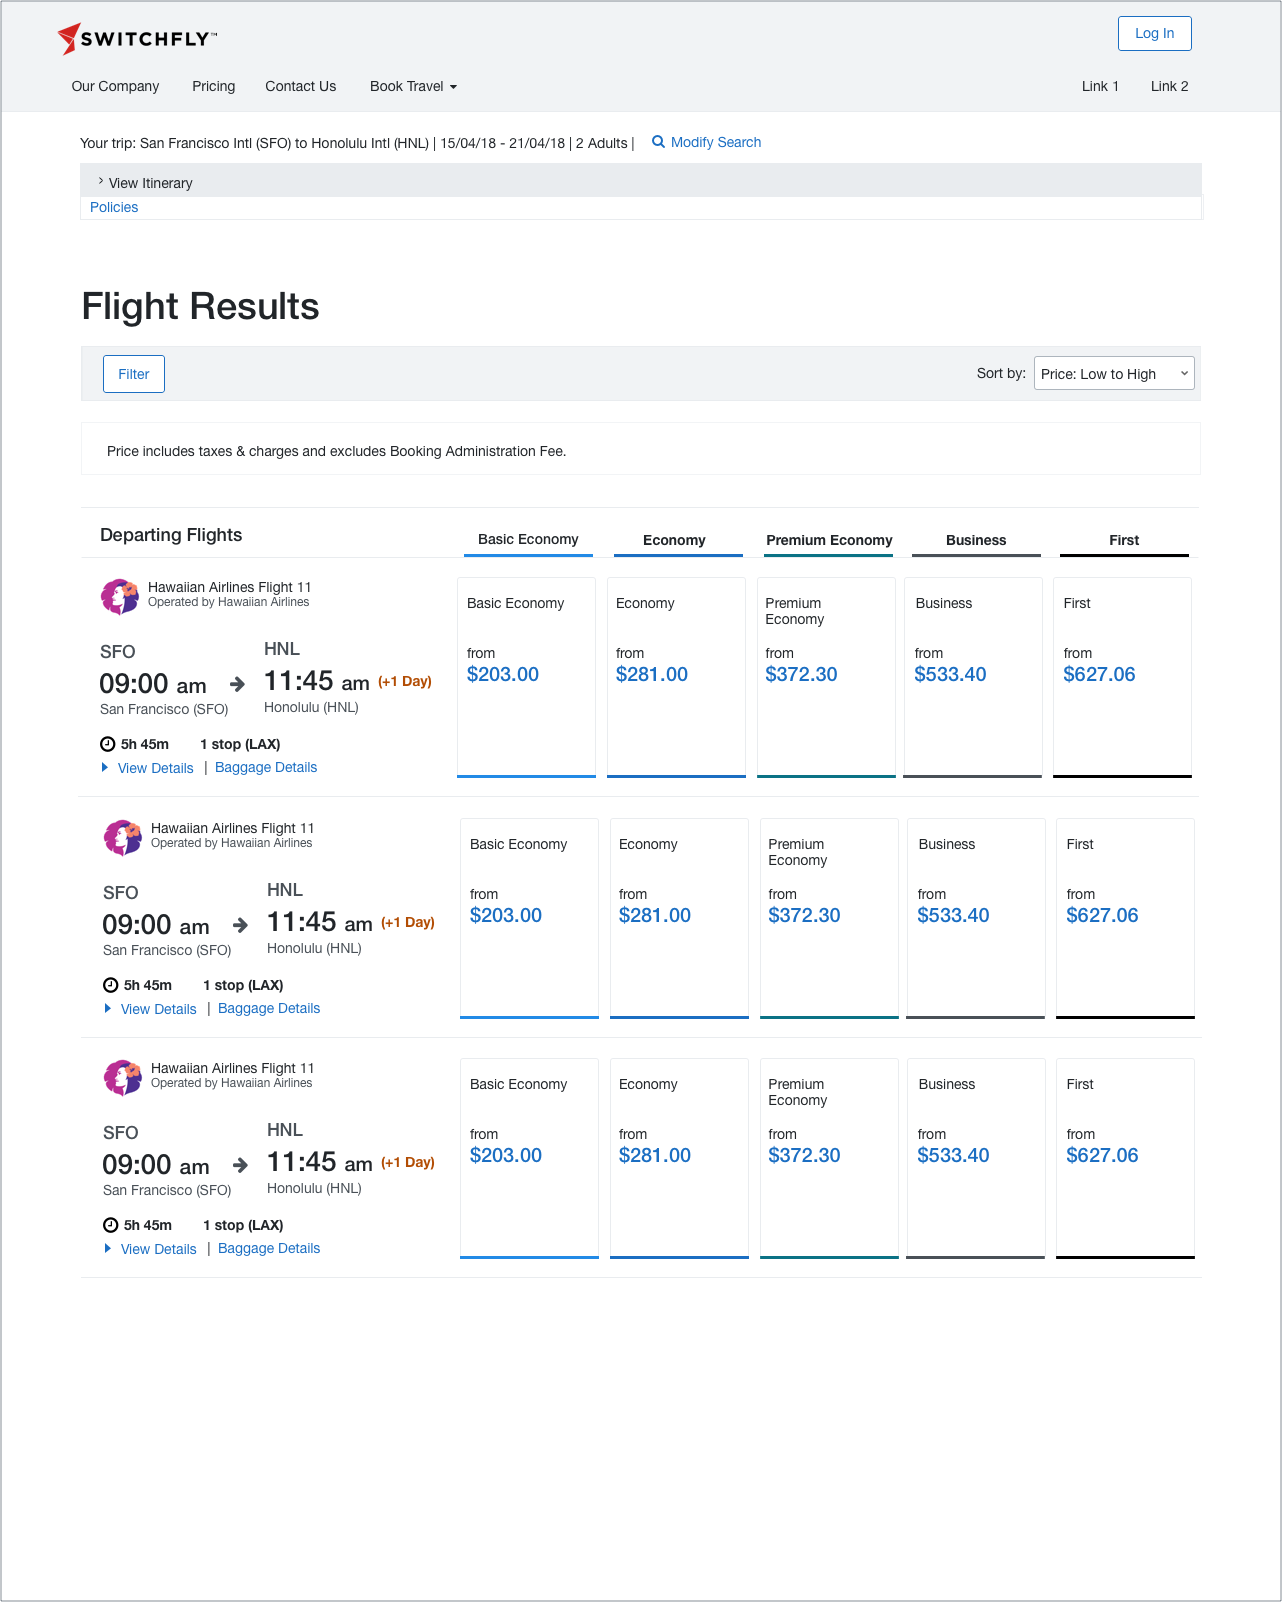 SWITCHFLY™
Log In
Our Company Pricing Contact Us Book Travel Link 1 Link 2
Your trip: San Francisco Intl (SFO) to Honolulu Intl (HNL) | 15/04/18 - 21/04/18 | 2 Adults | Modify Search
View Itinerary
Policies
Flight Results
Filter Sort by: Price: Low to High
Price includes taxes & charges and excludes Booking Administration Fee.
Departing Flights Basic Economy Economy Premium Economy Business First
Hawaiian Airlines Flight 11
Operated by Hawaiian Airlines
SFO HNL
09:00 am 11:45 am (+1 Day)
San Francisco (SFO) Honolulu (HNL)
5h 45m 1 stop (LAX)
View Details | Baggage Details
Basic Economy
from
$203.00
Economy
from
$281.00
Premium
Economy
from
$372.30
Business
from
$533.40
First
from
$627.06
Hawaiian Airlines Flight 11
Operated by Hawaiian Airlines
SFO HNL
09:00 am 11:45 am (+1 Day)
San Francisco (SFO) Honolulu (HNL)
5h 45m 1 stop (LAX)
View Details | Baggage Details
Basic Economy
from
$203.00
Economy
from
$281.00
Premium
Economy
from
$372.30
Business
from
$533.40
First
from
$627.06
Hawaiian Airlines Flight 11
Operated by Hawaiian Airlines
SFO HNL
09:00 am 11:45 am (+1 Day)
San Francisco (SFO) Honolulu (HNL)
5h 45m 1 stop (LAX)
View Details | Baggage Details
Basic Economy
from
$203.00
Economy
from
$281.00
Premium
Economy
from
$372.30
Business
from
$533.40
First
from
$627.06